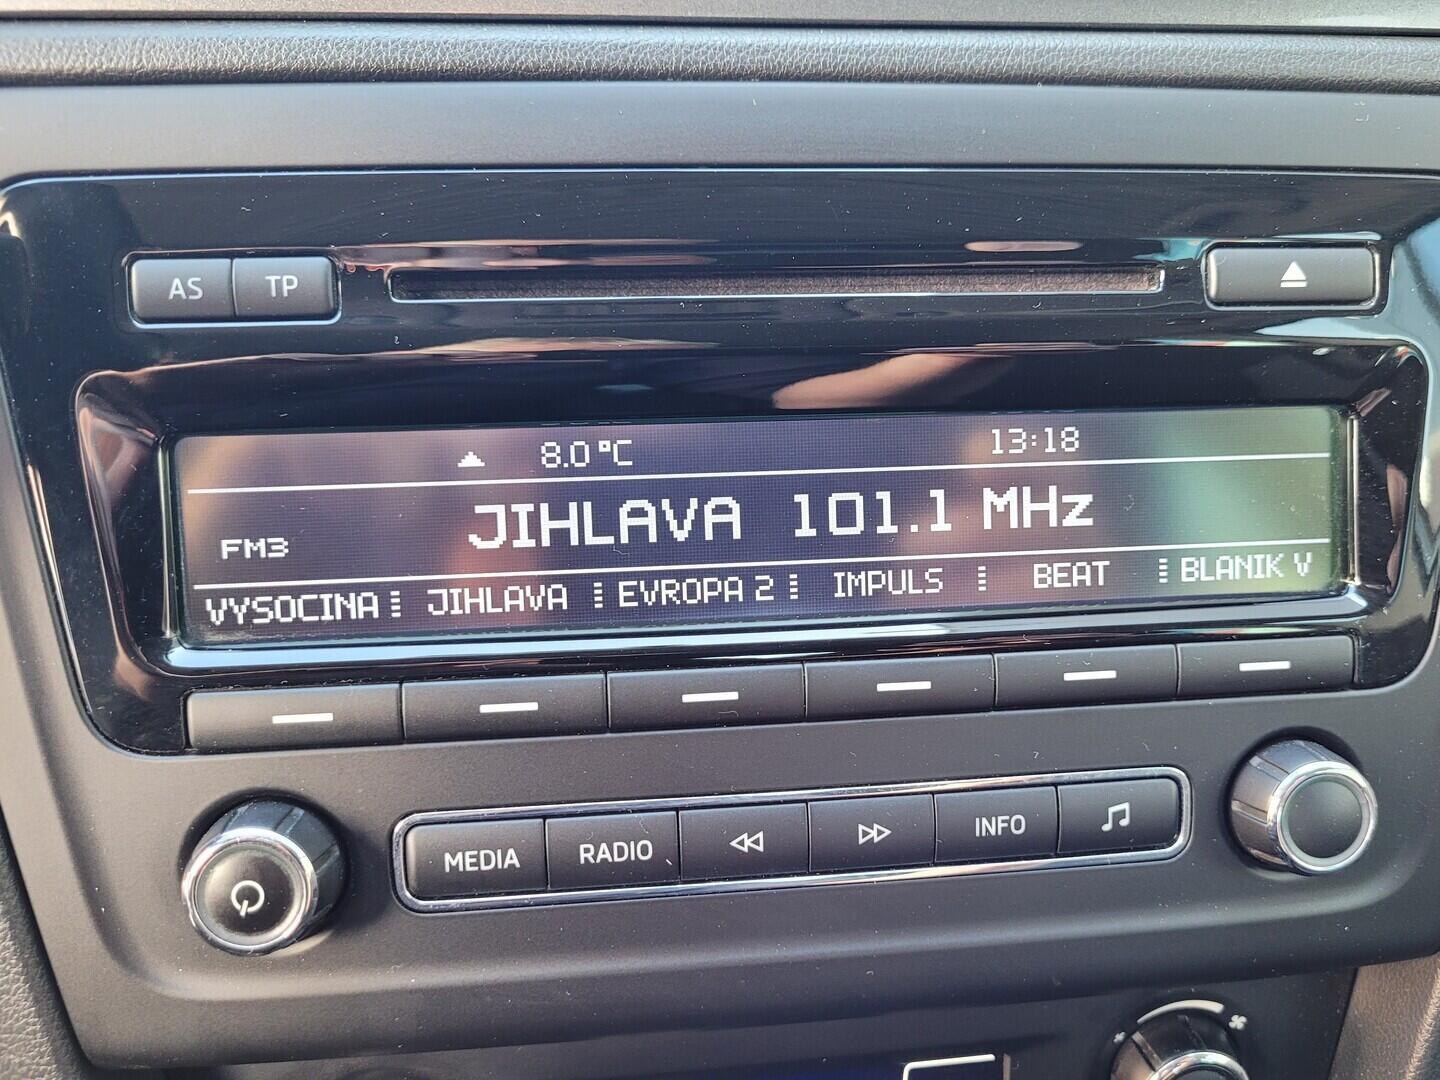 AS TP
8.0°C 13:18
FM3 JIHLAVA 101.1 MHz
VYSOCINA JIHLAVA EVROPA 2 IMPULS BEAT BLANIK V
MEDIA RADIO INFO